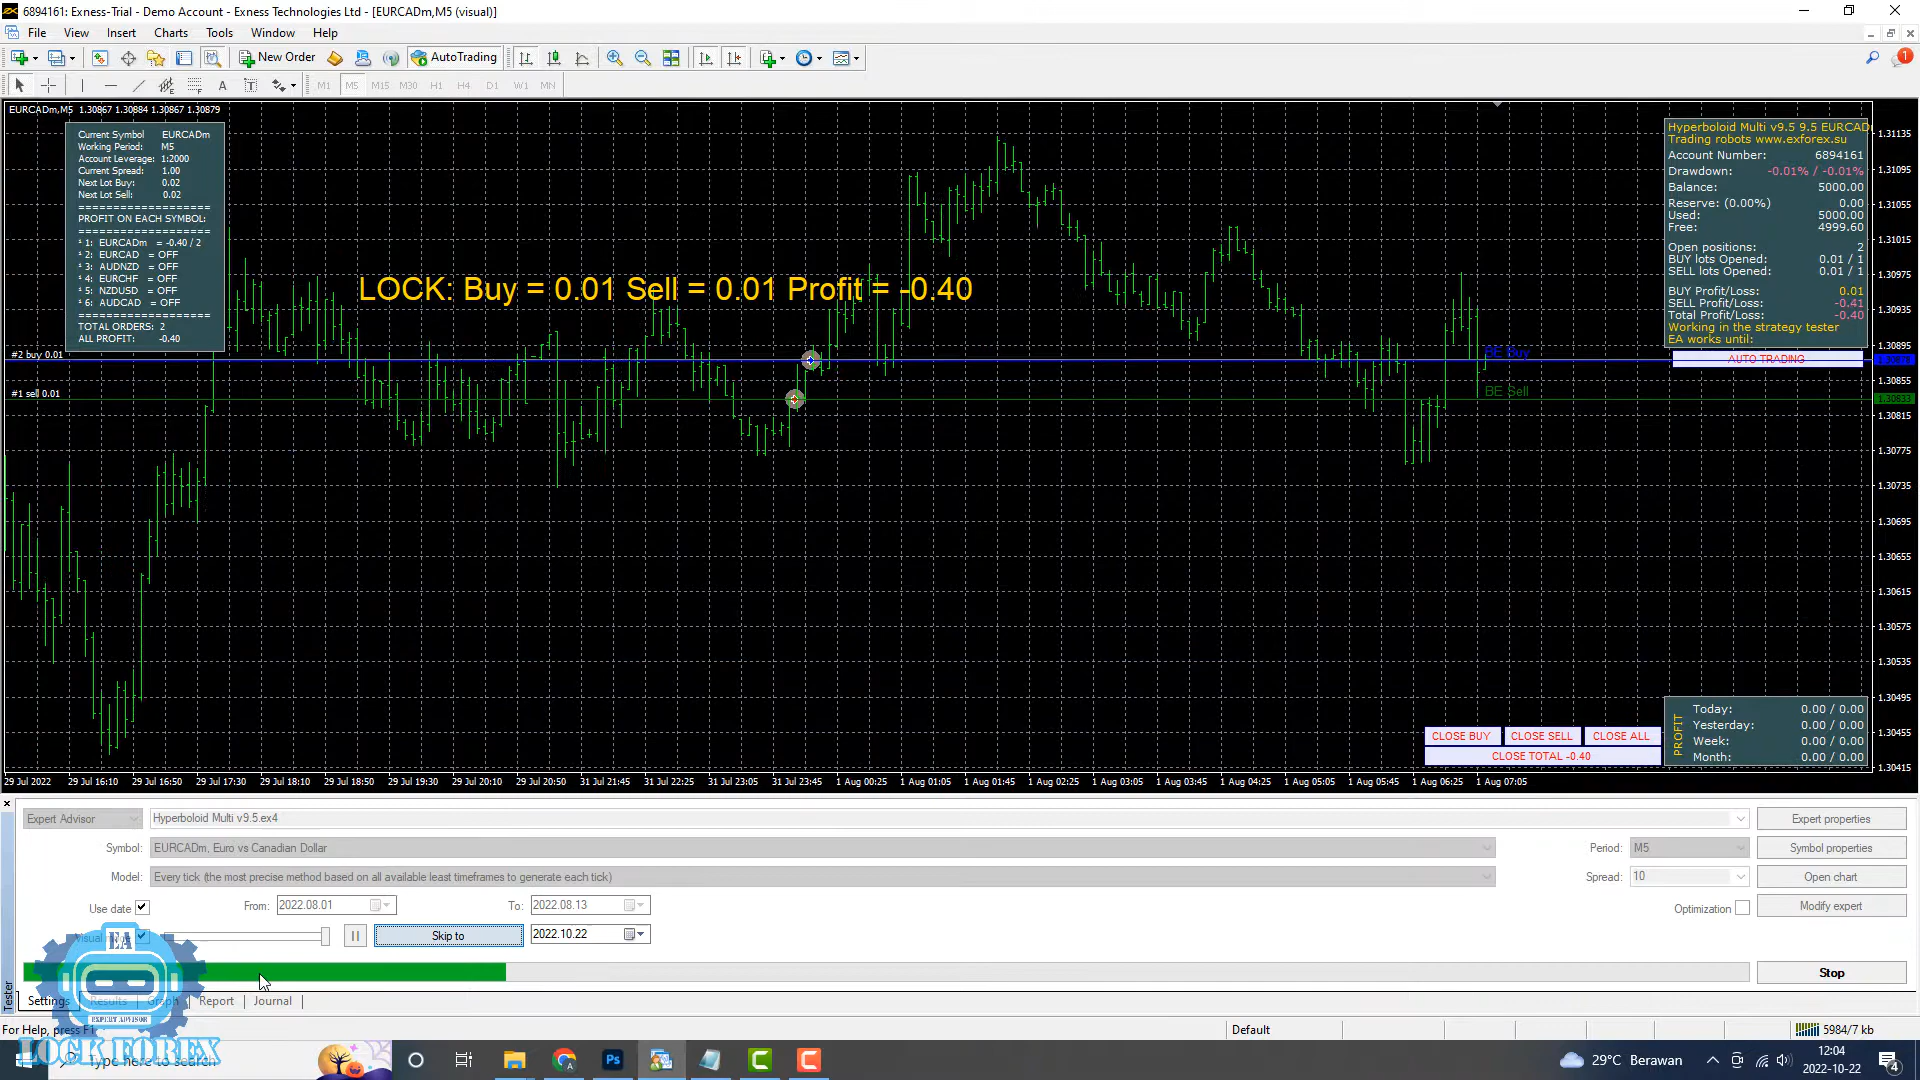 6894161: Exness-Trial - Demo Account - Exness Technologies Ltd - [EURCADm,M5 (visual)]
File View Insert Charts Tools Window Help
New Order AutoTrading
1
A T M1 M5 M15 M30 H1 H4 D1 W1 MN
EURCADm,M5 1.30867 1.30884 1.30867 1.30879
Current Symbol EURCADm
Working Period: M5
Account Leverage: 1:2000
Current Spread: 1.00
Next Lot Buy: 0.02
Next Lot Sell: 0.02
====================
PROFIT ON EACH SYMBOL:
====================
1: EURCADm = -0.40 / 2
2: EURCAD = OFF
3: AUDNZD = OFF
4: EURCHF = OFF
5: NZDUSD = OFF
6: AUDCAD = OFF
====================
TOTAL ORDERS: 2
ALL PROFIT: -0.40
LOCK: Buy = 0.01 Sell = 0.01 Profit = -0.40
#2 buy 0.01
#1 sell 0.01
BE Buy
BE Sell
Hyperboloid Multi v9.5 9.5 EURCAD
Trading robots www.exforex.su
Account Number: 6894161
Drawdown: -0.01% / -0.01%
Balance: 5000.00
Reserve: (0.00%) 0.00
Used: 5000.00
Free: 4999.60
Open positions: 2
BUY lots Opened: 0.01 / 1
SELL lots Opened: 0.01 / 1
BUY Profit/Loss: 0.01
SELL Profit/Loss: -0.41
Total Profit/Loss: -0.40
Working in the strategy tester
EA works until:
AUTO TRADING
1.31135
1.31095
1.31055
1.31015
1.30975
1.30935
1.30895
1.30879
1.30855
1.30833
1.30815
1.30775
1.30735
1.30695
1.30655
1.30615
1.30575
1.30535
1.30495
1.30455
1.30415
CLOSE BUY CLOSE SELL CLOSE ALL
CLOSE TOTAL -0.40
PROFIT
Today: 0.00 / 0.00
Yesterday: 0.00 / 0.00
Week: 0.00 / 0.00
Month: 0.00 / 0.00
29 Jul 2022 29 Jul 16:10 29 Jul 16:50 29 Jul 17:30 29 Jul 18:10 29 Jul 18:50 29 Jul 19:30 29 Jul 20:10 29 Jul 20:50 31 Jul 21:45 31 Jul 22:25 31 Jul 23:05 31 Jul 23:45 1 Aug 00:25 1 Aug 01:05 1 Aug 01:45 1 Aug 02:25 1 Aug 03:05 1 Aug 03:45 1 Aug 04:25 1 Aug 05:05 1 Aug 05:45 1 Aug 06:25 1 Aug 07:05
Expert Advisor Hyperboloid Multi v9.5.ex4 Expert properties
Symbol: EURCADm, Euro vs Canadian Dollar Period: M5 Symbol properties
Model: Every tick (the most precise method based on all available least timeframes to generate each tick) Spread: 10 Open chart
Use date From: 2022.08.01 To: 2022.08.13 Optimization Modify expert
Visual mode Skip to 2022.10.22
Stop
Tester
Settings Results Graph Report Journal
EA
EXPERT ADVISOR
LOCK FOREX
For Help, press F1 Default 5984/7 kb
Type here to search
Ps
29°C Berawan
12:04
2022-10-22
4